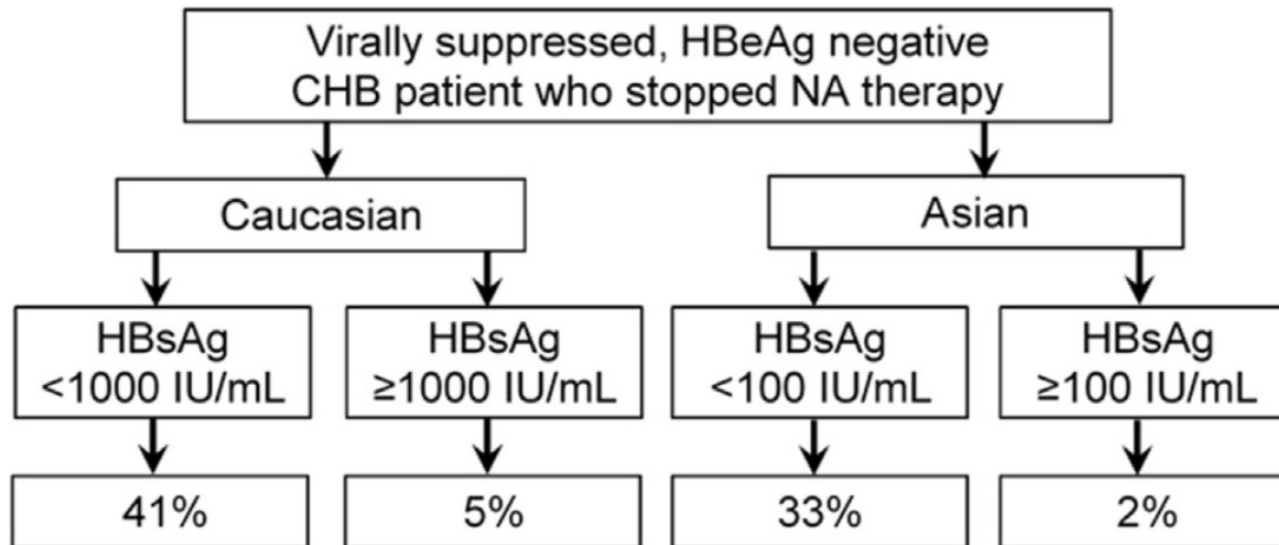 Virally suppressed, HBeAg negative
CHB patient who stopped NA therapy
Caucasian
Asian
HBsAg
<1000 IU/mL
HBsAg
≥1000 IU/mL
HBsAg
<100 IU/mL
HBsAg
≥100 IU/mL
41%
5%
33%
2%